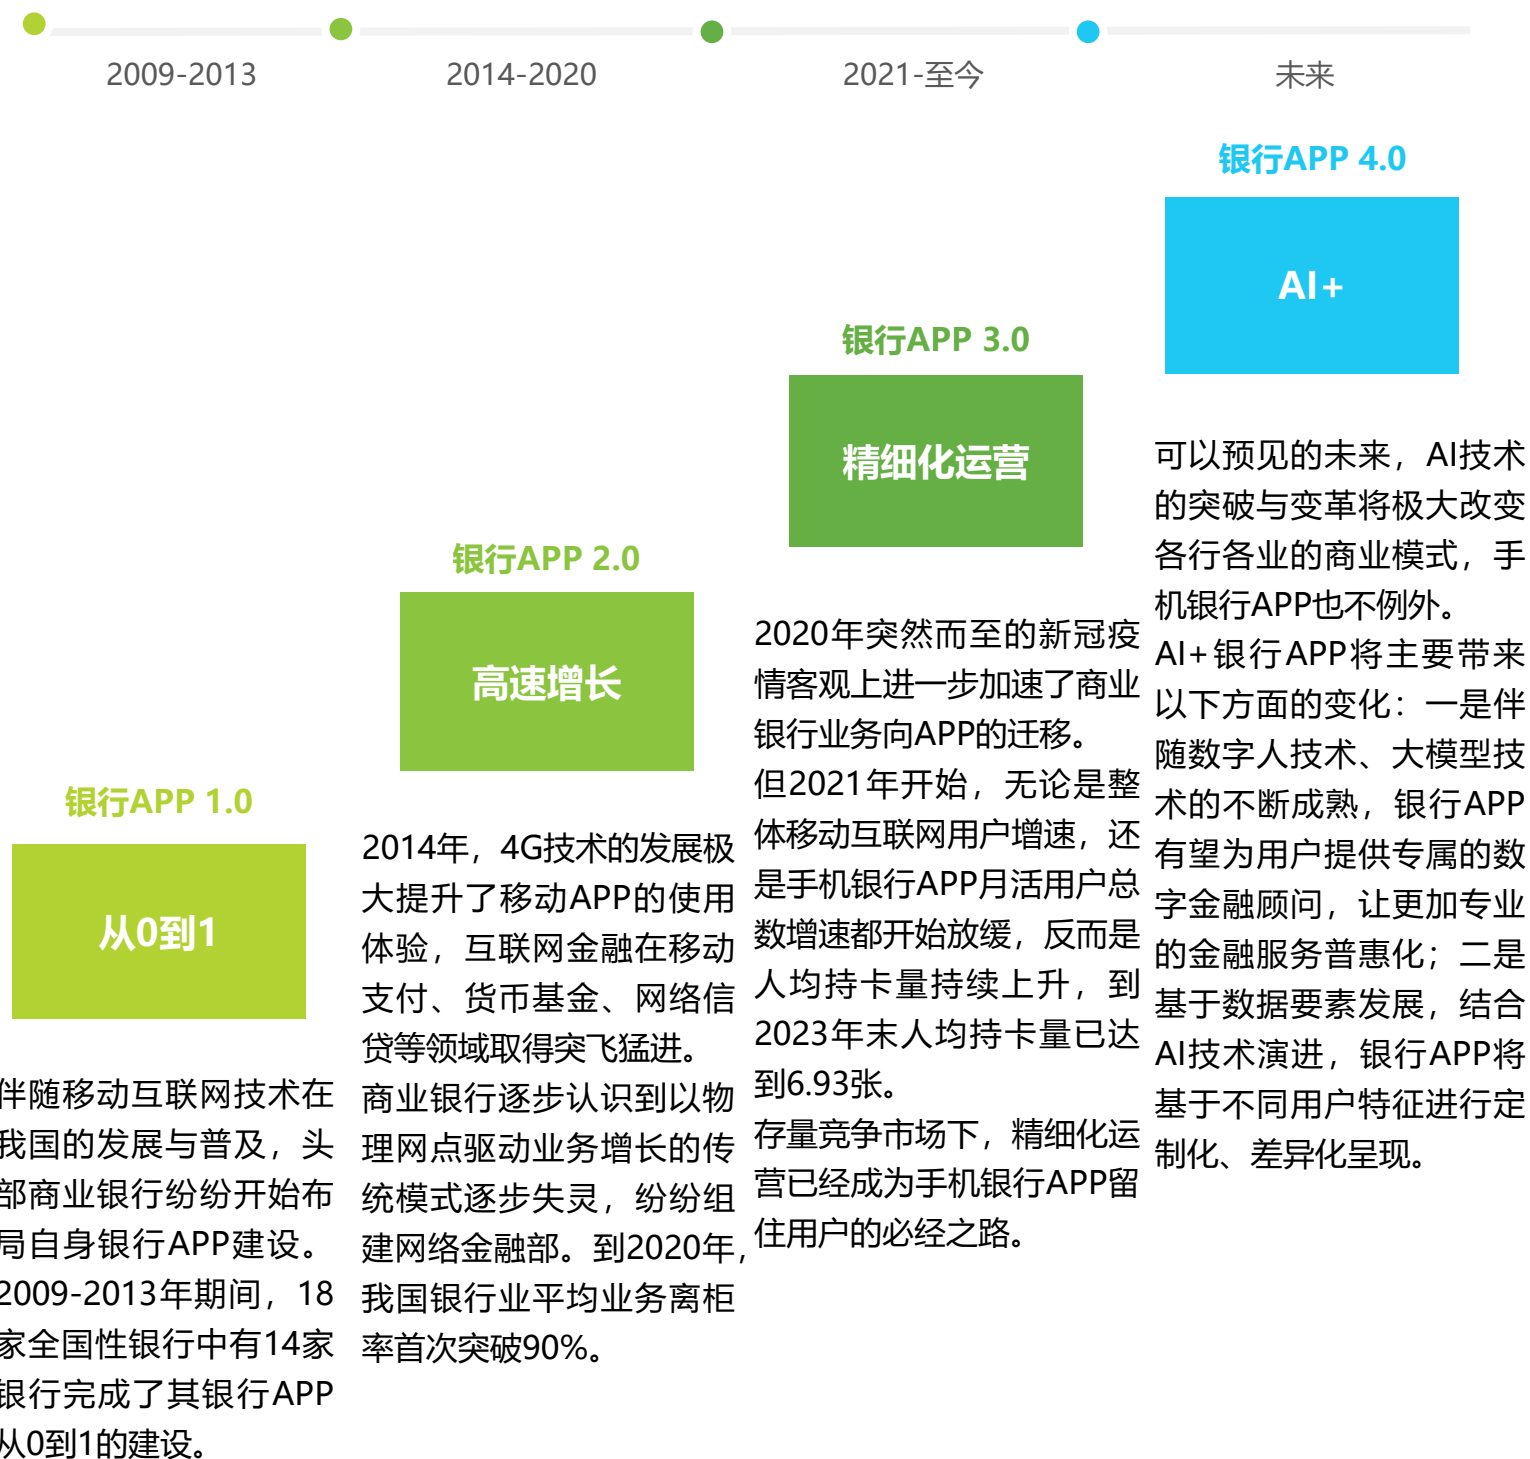 2009-2013
2014-2020
2021-至今
未来
银行APP 1.0
从0到1
伴随移动互联网技术在
我国的发展与普及，头
部商业银行纷纷开始布
局自身银行APP建设。
2009-2013年期间，18
家全国性银行中有14家
银行完成了其银行APP
从0到1的建设。
银行APP 2.0
高速增长
2014年，4G技术的发展极
大提升了移动APP的使用
体验，互联网金融在移动
支付、货币基金、网络信
贷等领域取得突飞猛进。
商业银行逐步认识到以物
理网点驱动业务增长的传
统模式逐步失灵，纷纷组
建网络金融部。到2020年，
我国银行业平均业务离柜
率首次突破90%。
银行APP 3.0
精细化运营
2020年突然而至的新冠疫
情客观上进一步加速了商业
银行业务向APP的迁移。
但2021年开始，无论是整
体移动互联网用户增速，还
是手机银行APP月活用户总
数增速都开始放缓，反而是
人均持卡量持续上升，到
2023年末人均持卡量已达
到6.93张。
存量竞争市场下，精细化运
营已经成为手机银行APP留
住用户的必经之路。
银行APP 4.0
AI+
可以预见的未来，AI技术
的突破与变革将极大改变
各行各业的商业模式，手
机银行APP也不例外。
AI+银行APP将主要带来
以下方面的变化：一是伴
随数字人技术、大模型技
术的不断成熟，银行APP
有望为用户提供专属的数
字金融顾问，让更加专业
的金融服务普惠化；二是
基于数据要素发展，结合
AI技术演进，银行APP将
基于不同用户特征进行定
制化、差异化呈现。